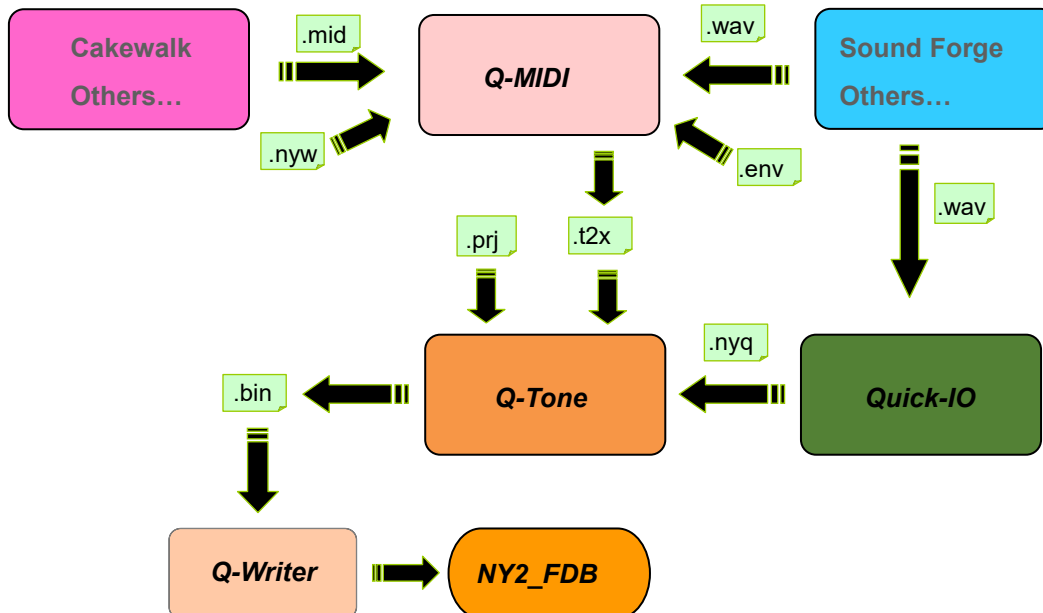 Cakewalk
Others…
.mid
.nyw
Q-MIDI
.wav
.env
Sound Forge
Others…
.wav
.prj
.t2x
.bin
Q-Tone
.nyq
Quick-IO
Q-Writer
NY2_FDB